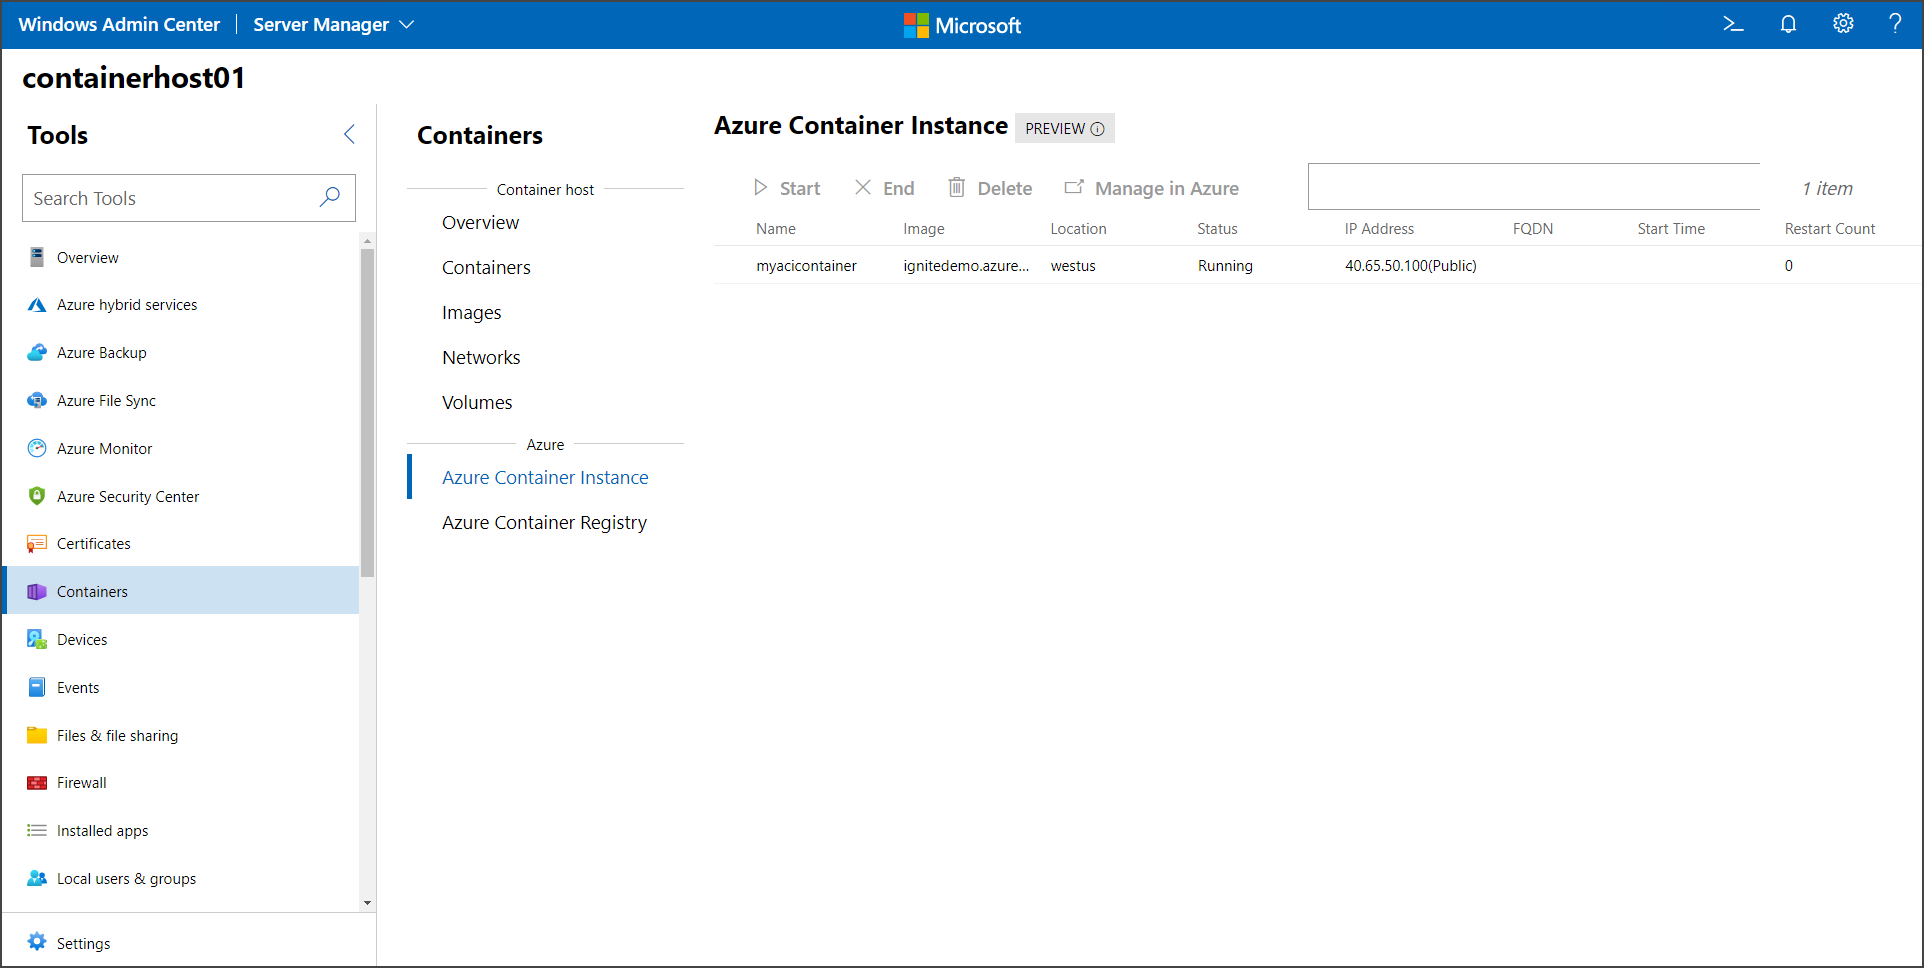 Windows Admin Center | Server Manager
Microsoft
containerhost01
Tools
Search Tools
Overview
Azure hybrid services
Azure Backup
Azure File Sync
Azure Monitor
Azure Security Center
Certificates
Containers
Devices
Events
Files & file sharing
Firewall
Installed apps
Local users & groups
Settings
Containers
Container host
Overview
Containers
Images
Networks
Volumes
Azure
Azure Container Instance
Azure Container Registry
Azure Container Instance PREVIEW
Start End Delete Manage in Azure 1 item
Name Image Location Status IP Address FQDN Start Time Restart Count
myacicontainer ignitedemo.azure... westus Running 40.65.50.100(Public) 0